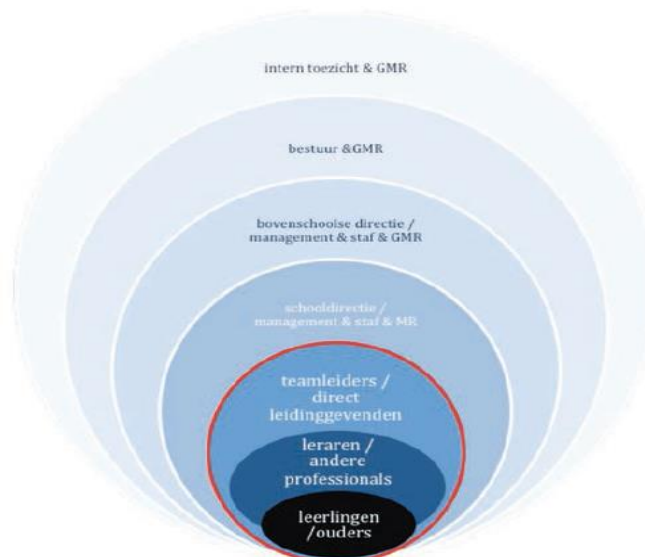 intern toezicht & GMR
bestuur &GMR
bovenschoolse directie /
management & staf & GMR
schooldirectie /
management & staf & MR
teamleiders /
direct
leidinggevenden
leraren /
andere
professionals
leerlingen
/ouders